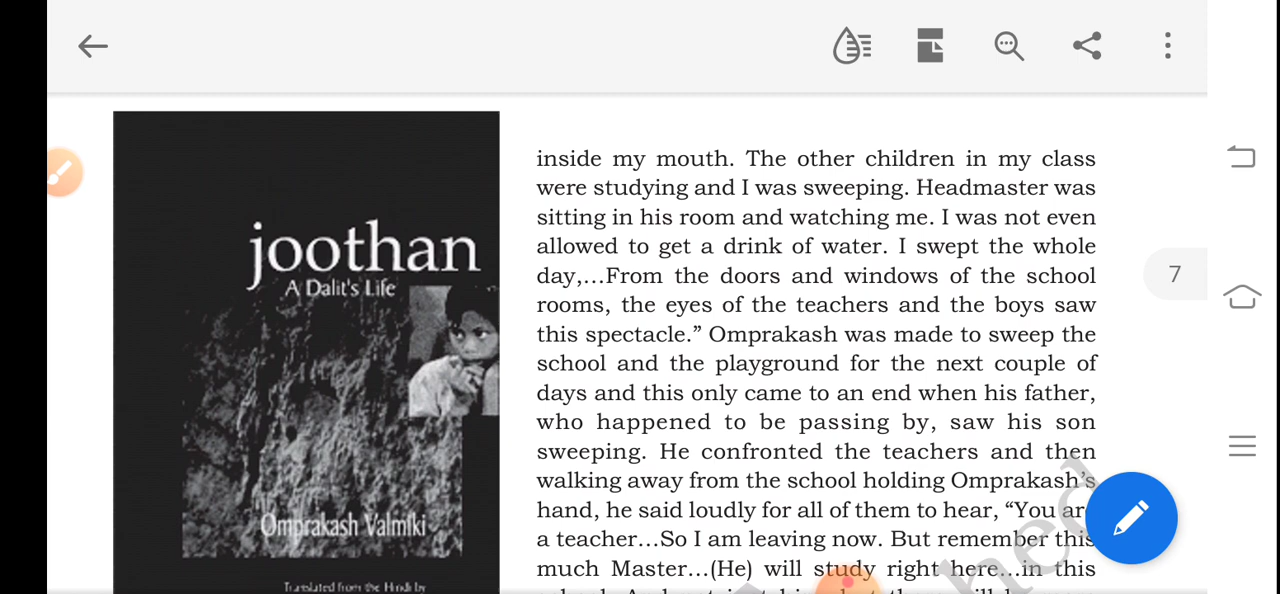 joothan
A Dalit's Life
Omprakash Valmiki
Translated from the Hindi by
inside my mouth. The other children in my class
were studying and I was sweeping. Headmaster was
sitting in his room and watching me. I was not even
allowed to get a drink of water. I swept the whole
day,...From the doors and windows of the school
rooms, the eyes of the teachers and the boys saw
this spectacle.” Omprakash was made to sweep the
school and the playground for the next couple of
days and this only came to an end when his father,
who happened to be passing by, saw his son
sweeping. He confronted the teachers and then
walking away from the school holding Omprakash’s
hand, he said loudly for all of them to hear, “You are
a teacher...So I am leaving now. But remember this
much Master...(He) will study right here...in this
7